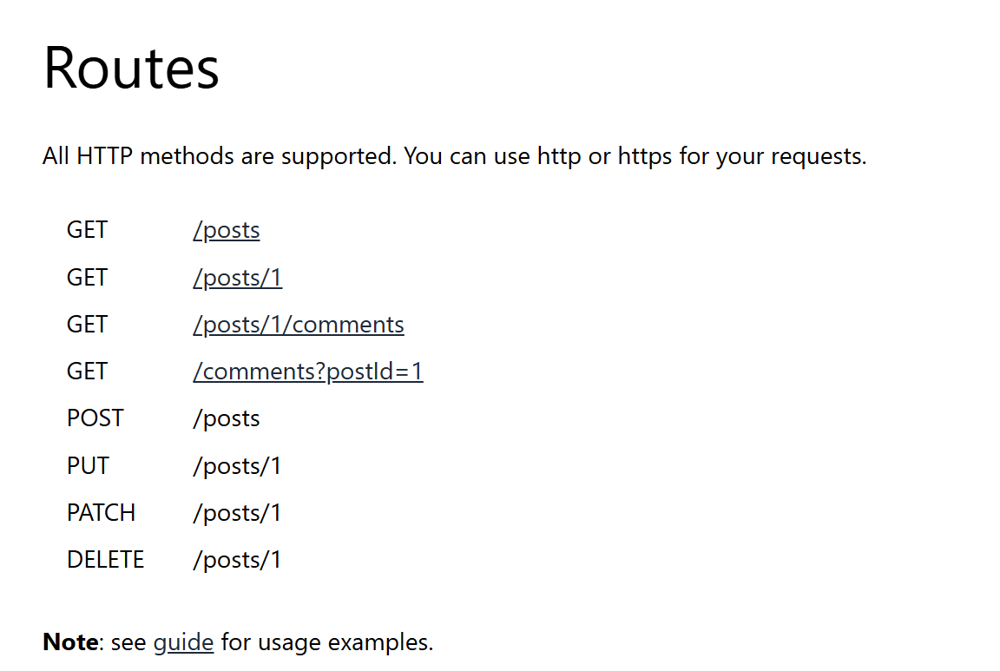 Routes
All HTTP methods are supported. You can use http or https for your requests.
GET /posts
GET /posts/1
GET /posts/1/comments
GET /comments?postId=1
POST /posts
PUT /posts/1
PATCH /posts/1
DELETE /posts/1
Note: see guide for usage examples.